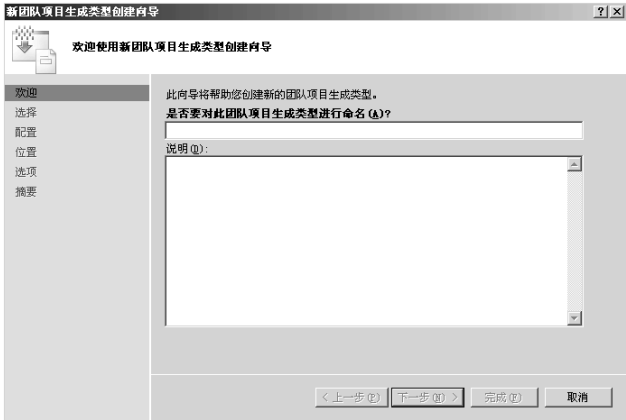 新团队项目生成类型创建向导
欢迎使用新团队项目生成类型创建向导
欢迎
选择
配置
位置
选项
摘要
此向导将帮助您创建新的团队项目生成类型。
是否要对此团队项目生成类型进行命名(A)?
说明(D):
< 上一步(P) 下一步(N) > 完成(F) 取消